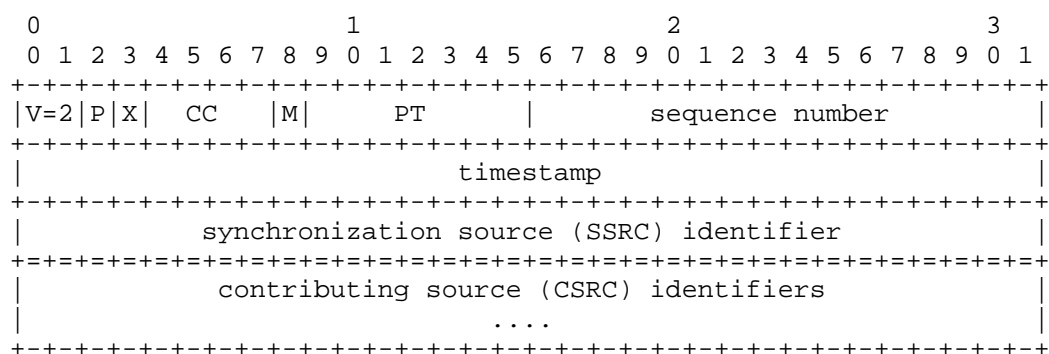 0                   1                   2                   3
 0 1 2 3 4 5 6 7 8 9 0 1 2 3 4 5 6 7 8 9 0 1 2 3 4 5 6 7 8 9 0 1
+-+-+-+-+-+-+-+-+-+-+-+-+-+-+-+-+-+-+-+-+-+-+-+-+-+-+-+-+-+-+-+-+
|V=2|P|X|  CC   |M|     PT      |       sequence number         |
+-+-+-+-+-+-+-+-+-+-+-+-+-+-+-+-+-+-+-+-+-+-+-+-+-+-+-+-+-+-+-+-+
|                           timestamp                           |
+-+-+-+-+-+-+-+-+-+-+-+-+-+-+-+-+-+-+-+-+-+-+-+-+-+-+-+-+-+-+-+-+
|           synchronization source (SSRC) identifier            |
+=+=+=+=+=+=+=+=+=+=+=+=+=+=+=+=+=+=+=+=+=+=+=+=+=+=+=+=+=+=+=+=+
|            contributing source (CSRC) identifiers             |
|                             ....                              |
+-+-+-+-+-+-+-+-+-+-+-+-+-+-+-+-+-+-+-+-+-+-+-+-+-+-+-+-+-+-+-+-+